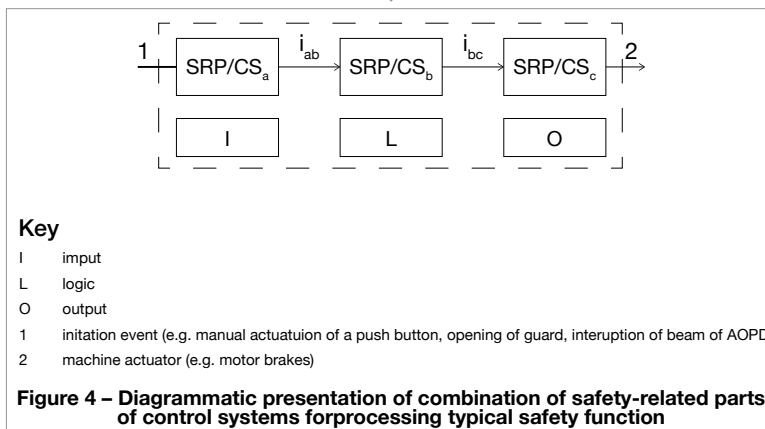 1 SRP/CSa iab SRP/CSb ibc SRP/CSc 2
I L O
Key
I imput
L logic
O output
1 initation event (e.g. manual actuatuion of a push button, opening of guard, interuption of beam of AOPD
2 machine actuator (e.g. motor brakes)
Figure 4 – Diagrammatic presentation of combination of safety-related parts
of control systems forprocessing typical safety function